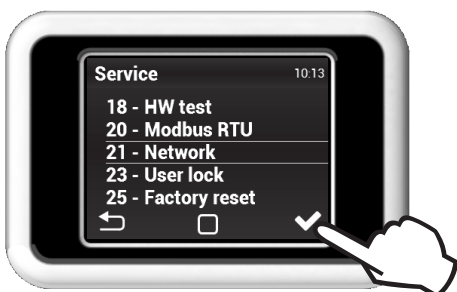 Service 10:13
18 - HW test
20 - Modbus RTU
21 - Network
23 - User lock
25 - Factory reset